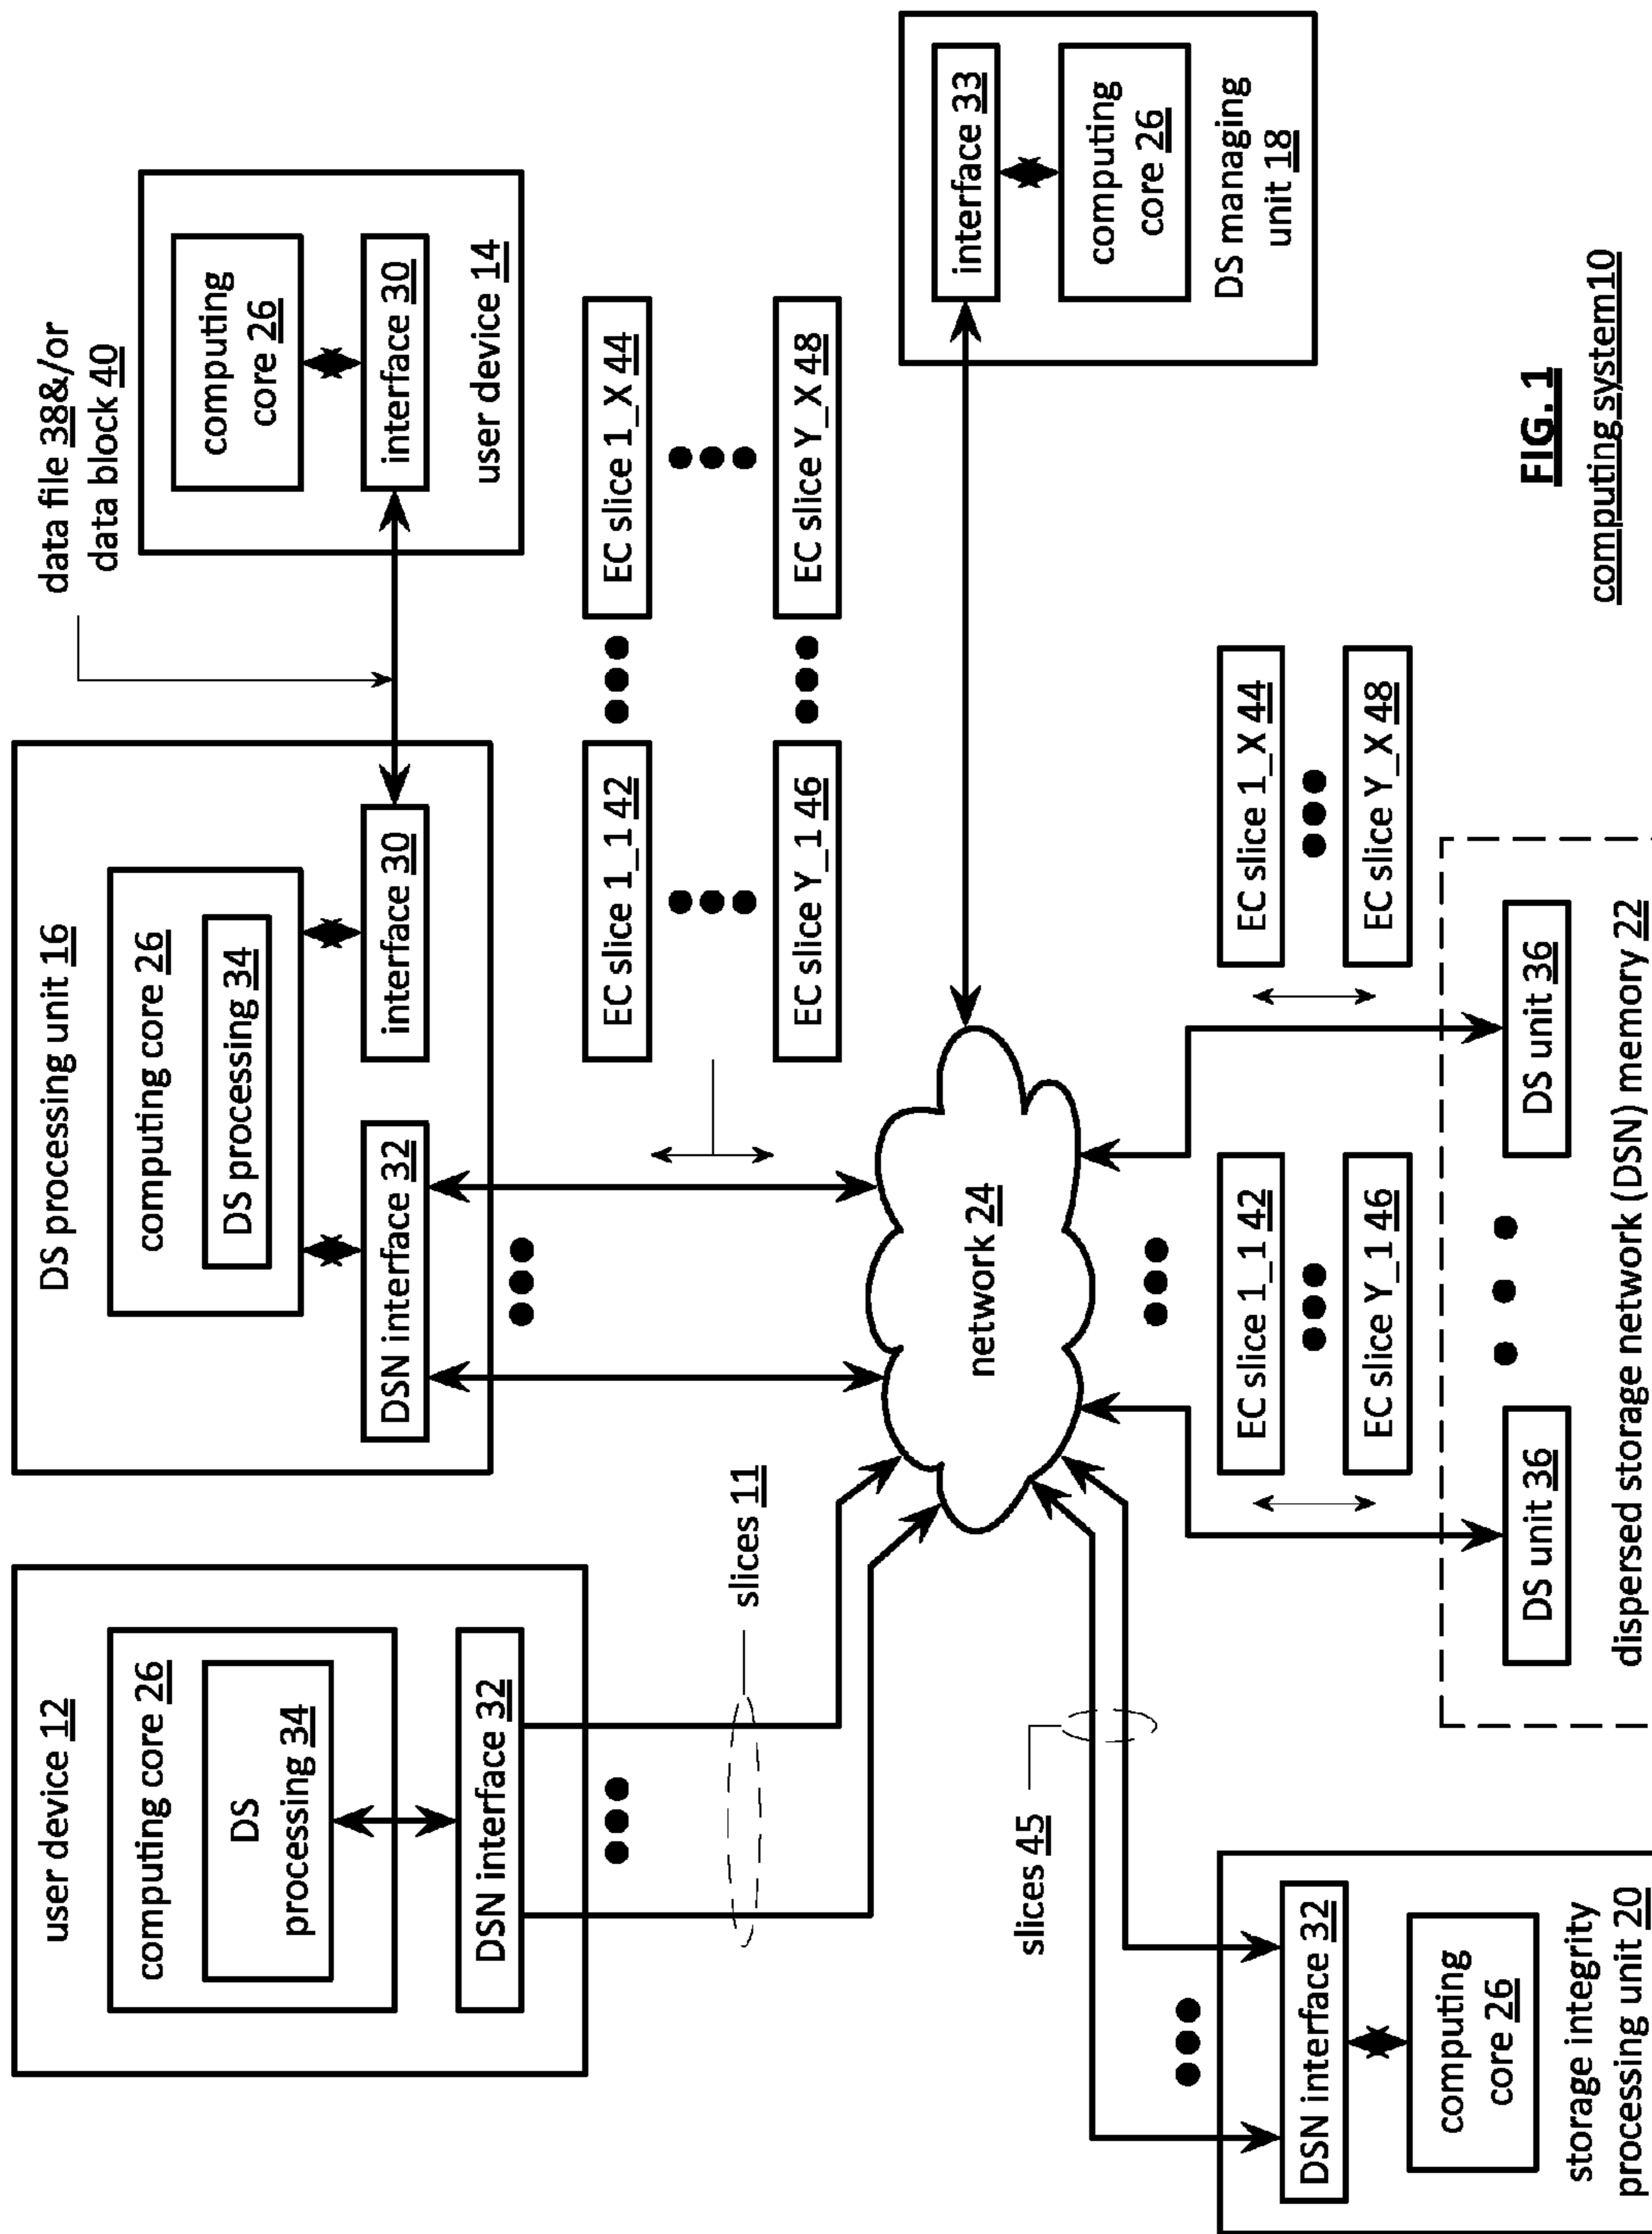 user device 12
computing core 26
DS
processing 34
DSN interface 32
DS processing unit 16
computing core 26
DS processing 34
DSN interface 32
interface 30
data file 38&/or
data block 40
computing
core 26
interface 30
user device 14
slices 11
EC slice 1_1 42
EC slice 1_X 44
EC slice Y_1 46
EC slice Y_X 48
network 24
interface 33
computing
core 26
DS managing
unit 18
slices 45
DSN interface 32
computing
core 26
storage integrity
processing unit 20
EC slice 1_1 42
EC slice Y_1 46
EC slice 1_X 44
EC slice Y_X 48
DS unit 36
DS unit 36
dispersed storage network (DSN) memory 22
FIG. 1
computing system10